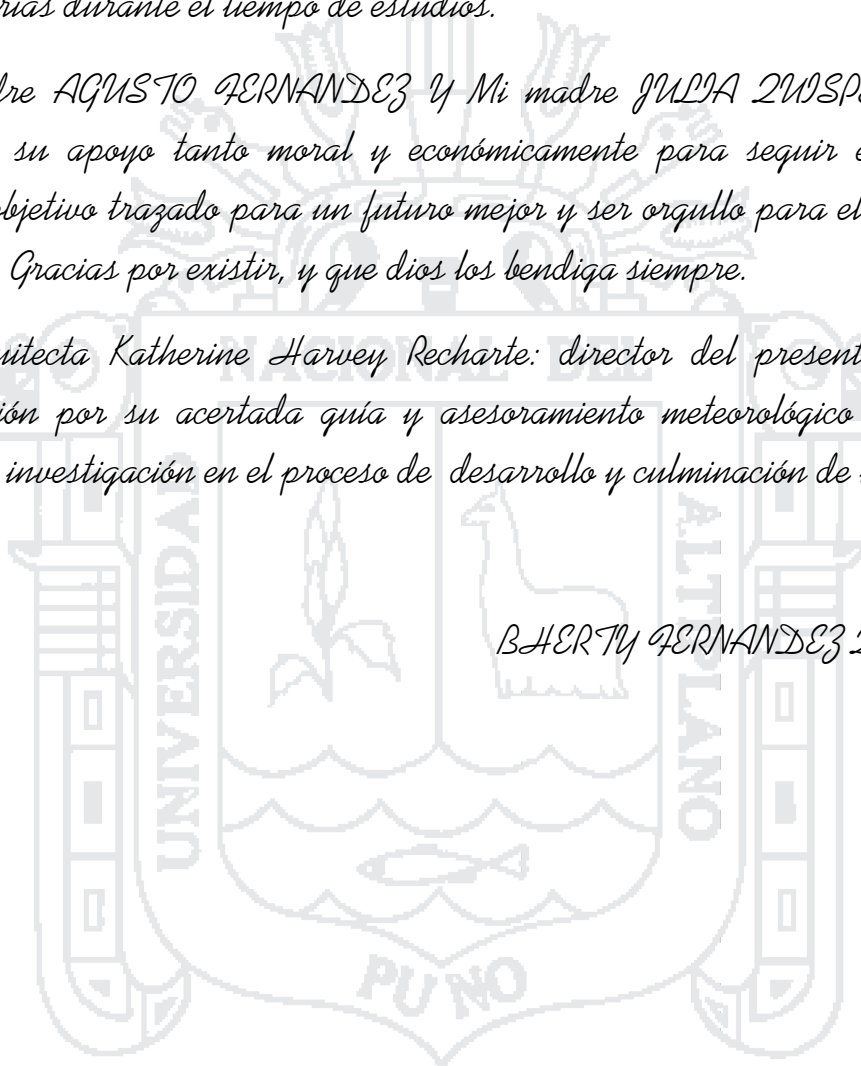 rias durante el tiempo de estudios.
dre AGUSTO FERNANDEZ Y Mi madre JULIA QUISPE
su apoyo tanto moral y económicamente para seguir e
objetivo trazado para un futuro mejor y ser orgullo para el
Gracias por existir, y que dios los bendiga siempre.
uitecta Katherine Harvey Recharte: director del present
ión por su acertada guía y asesoramiento meteorológico
investigación en el proceso de desarrollo y culminación de
BHERTY FERNANDEZ
NACIONAL DEL
UNIVERSIDAD
ALTIPLANO
PUNO